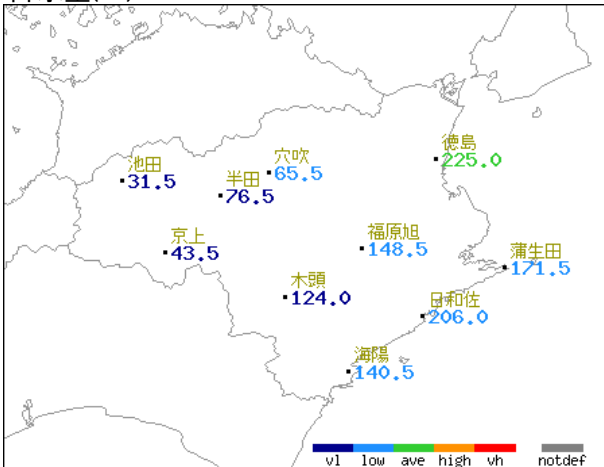 徳島
225.0
穴吹
65.5
池田
31.5
半田
76.5
京上
43.5
福原旭
148.5
蒲生田
171.5
木頭
124.0
日和佐
206.0
海陽
140.5
vl low ave high vh notdef